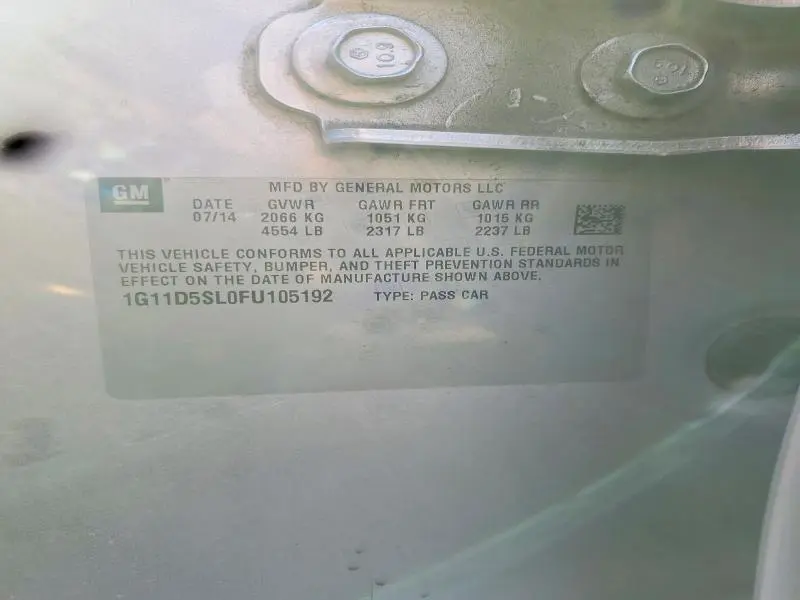 10.9
GM
MFD BY GENERAL MOTORS LLC
DATE GVWR GAWR FRT GAWR RR
07/14 2066 KG 1051 KG 1015 KG
4554 LB 2317 LB 2237 LB
THIS VEHICLE CONFORMS TO ALL APPLICABLE U.S. FEDERAL MOTOR
VEHICLE SAFETY, BUMPER, AND THEFT PREVENTION STANDARDS IN
EFFECT ON THE DATE OF MANUFACTURE SHOWN ABOVE.
1G11D5SL0FU105192 TYPE: PASS CAR